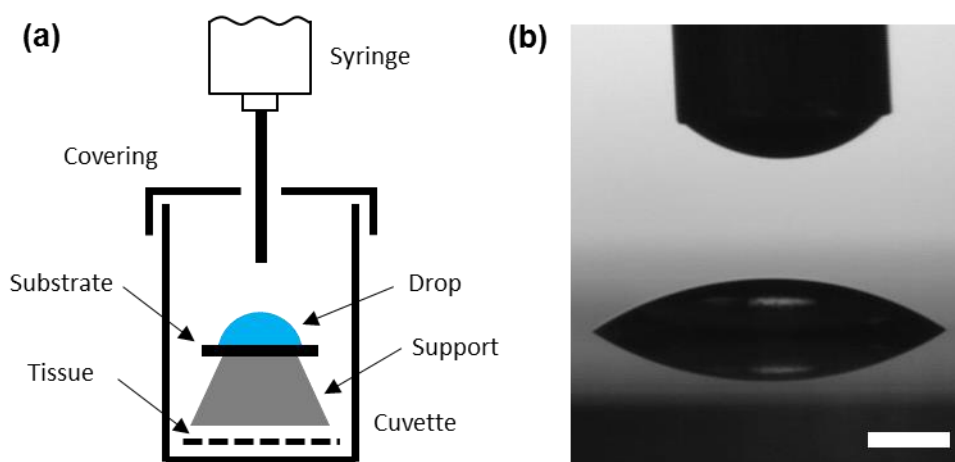 (a)
Syringe
Covering
Substrate
Drop
Tissue
Support
Cuvette
(b)